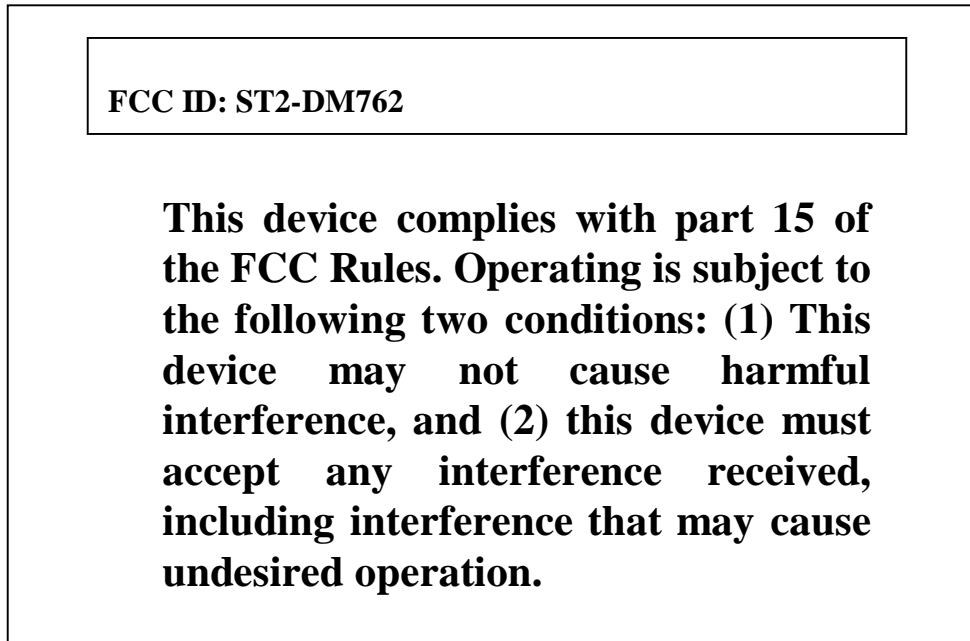 FCC ID: ST2-DM762
This device complies with part 15 of
the FCC Rules. Operating is subject to
the following two conditions: (1) This
device may not cause harmful
interference, and (2) this device must
accept any interference received,
including interference that may cause
undesired operation.